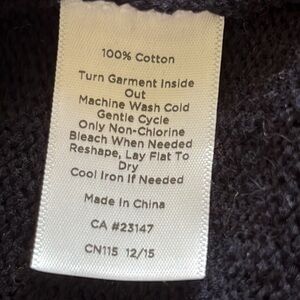 100% Cotton
Turn Garment Inside
Out
Machine Wash Cold
Gentle Cycle
Only Non-Chlorine
Bleach When Needed
Reshape, Lay Flat To
Dry
Cool Iron If Needed
Made In China
CA #23147
CN115 12/15